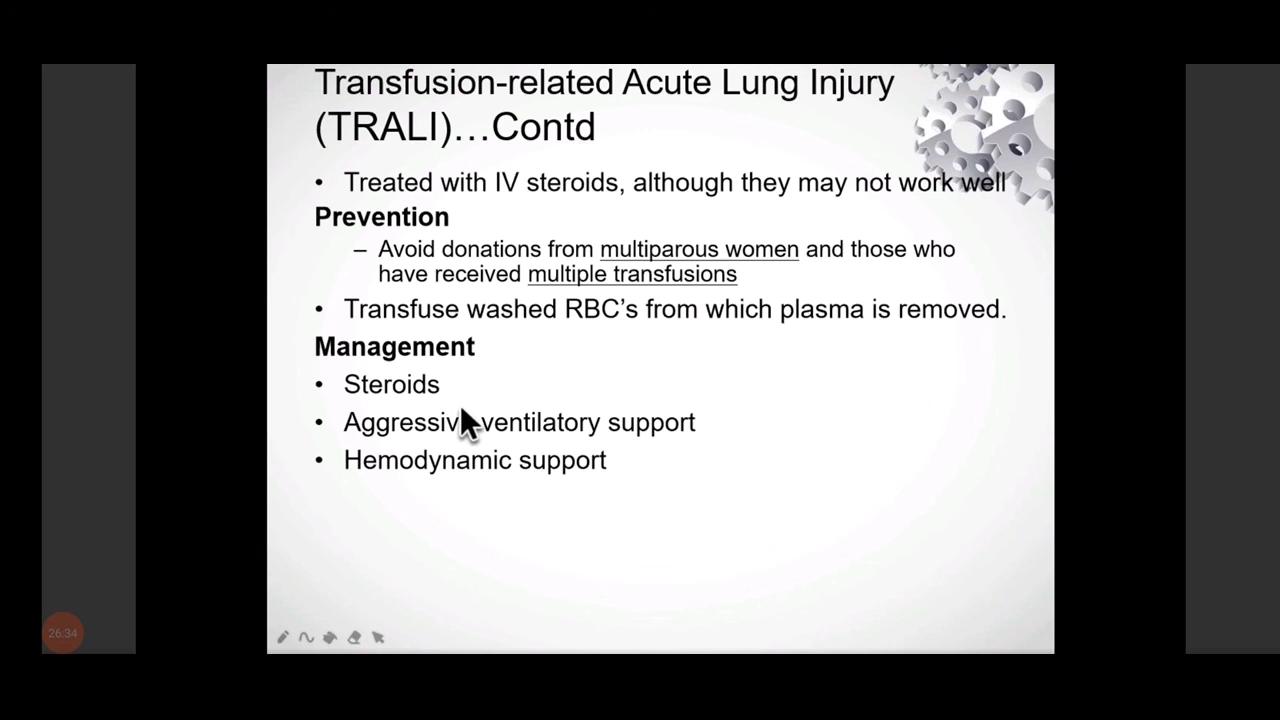 Transfusion-related Acute Lung Injury
(TRALI)…Contd
• Treated with IV steroids, although they may not work well
Prevention
– Avoid donations from multiparous women and those who
have received multiple transfusions
• Transfuse washed RBC’s from which plasma is removed.
Management
• Steroids
• Aggressive ventilatory support
• Hemodynamic support
26:34